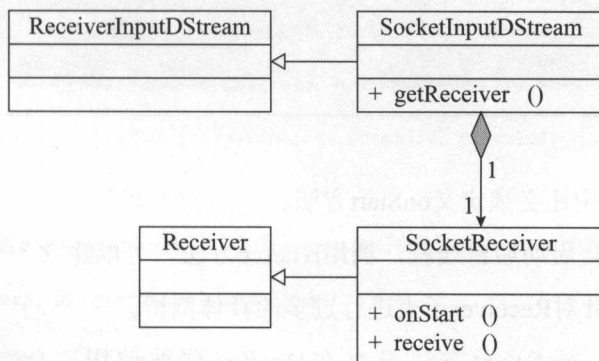 ReceiverInputDStream
SocketInputDStream
+ getReceiver ()
1
1
Receiver
SocketReceiver
+ onStart ()
+ receive ()